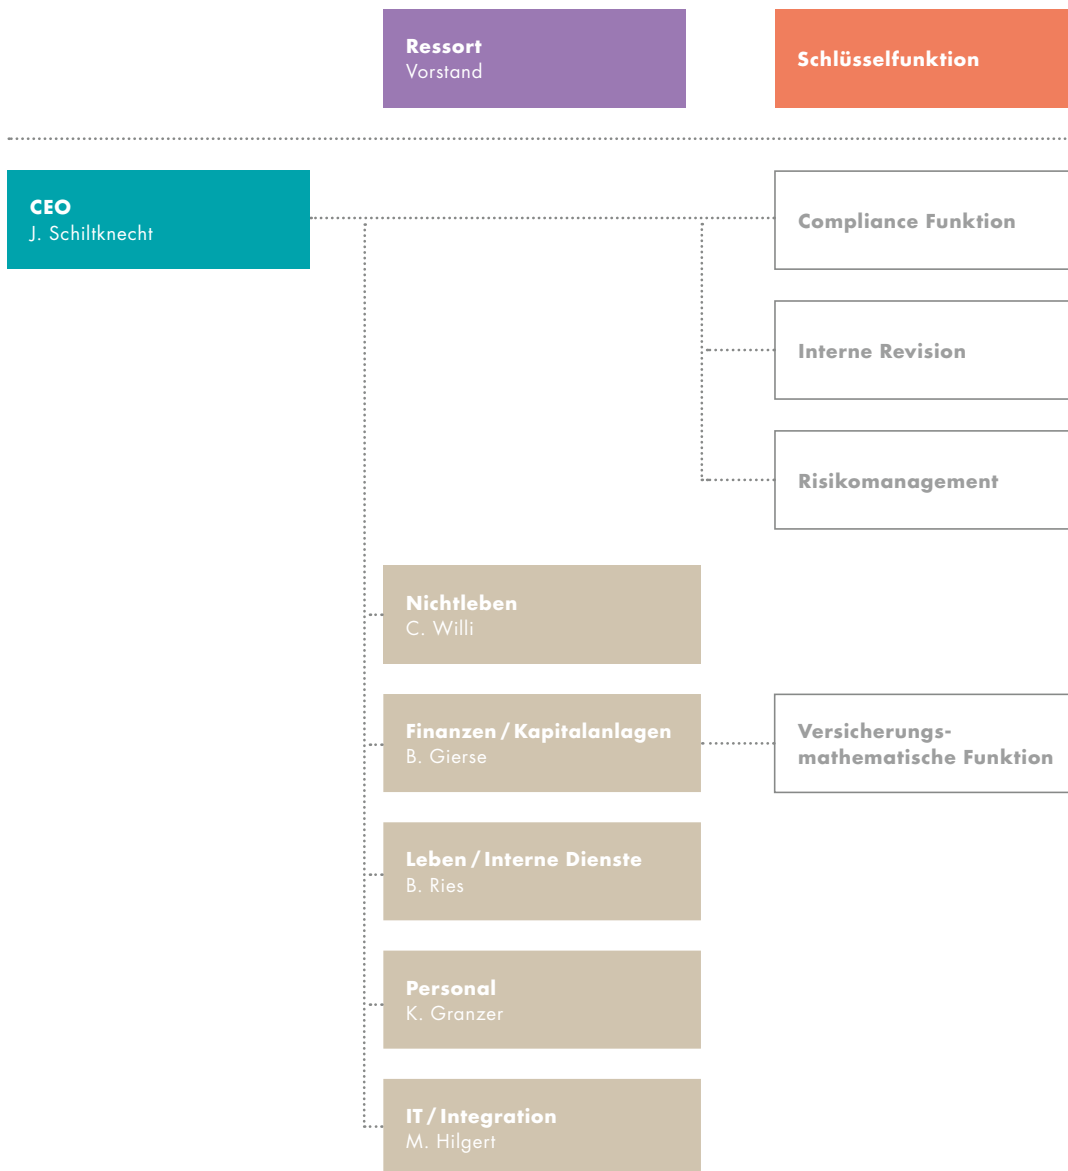 Ressort
Vorstand
Schlüsselfunktion
CEO
J. Schiltknecht
Compliance Funktion
Interne Revision
Risikomanagement
Nichtleben
C. Willi
Finanzen / Kapitalanlagen
B. Gierse
Versicherungs-
mathematische Funktion
Leben / Interne Dienste
B. Ries
Personal
K. Granzer
IT / Integration
M. Hilgert